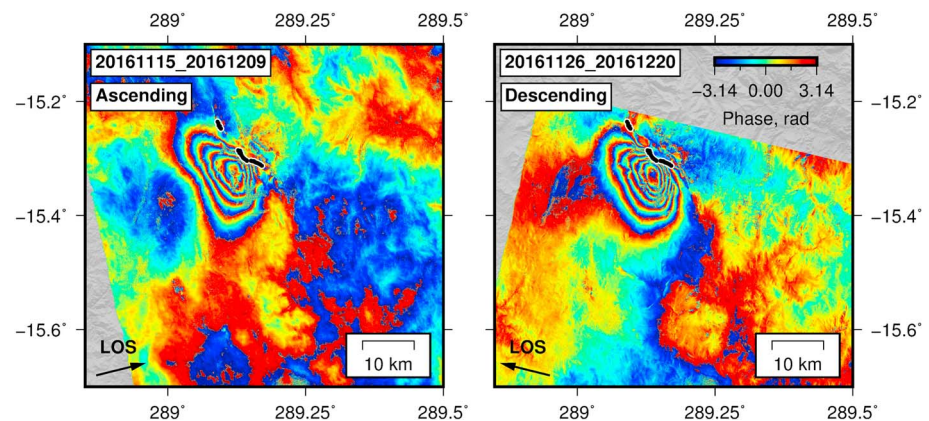 289° 289.25° 289.5° 289° 289.25° 289.5°
20161115_20161209
Ascending
20161126_20161220
Descending
−3.14 0.00 3.14
Phase, rad
−15.2° −15.2°
−15.4° −15.4°
−15.6° −15.6°
LOS
10 km
LOS
10 km
289° 289.25° 289.5° 289° 289.25° 289.5°